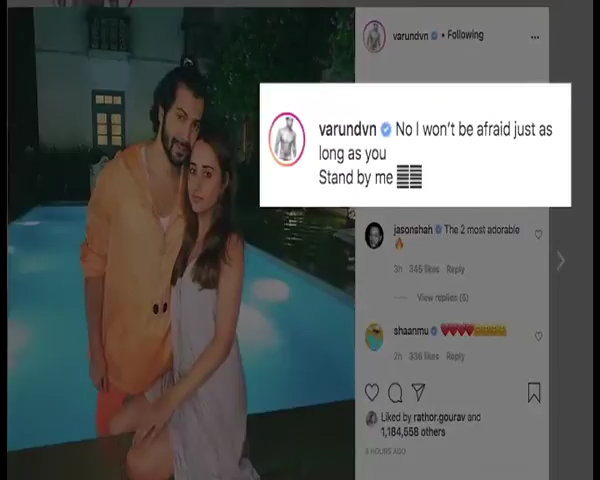 varundvn • Following
varundvn No I won't be afraid just as
long as you
Stand by me
jasonshah The 2 most adorable
3h 345 likes Reply
View replies (5)
shaanmu
2h 336 likes Reply
Liked by rathor.gourav and
1,184,558 others